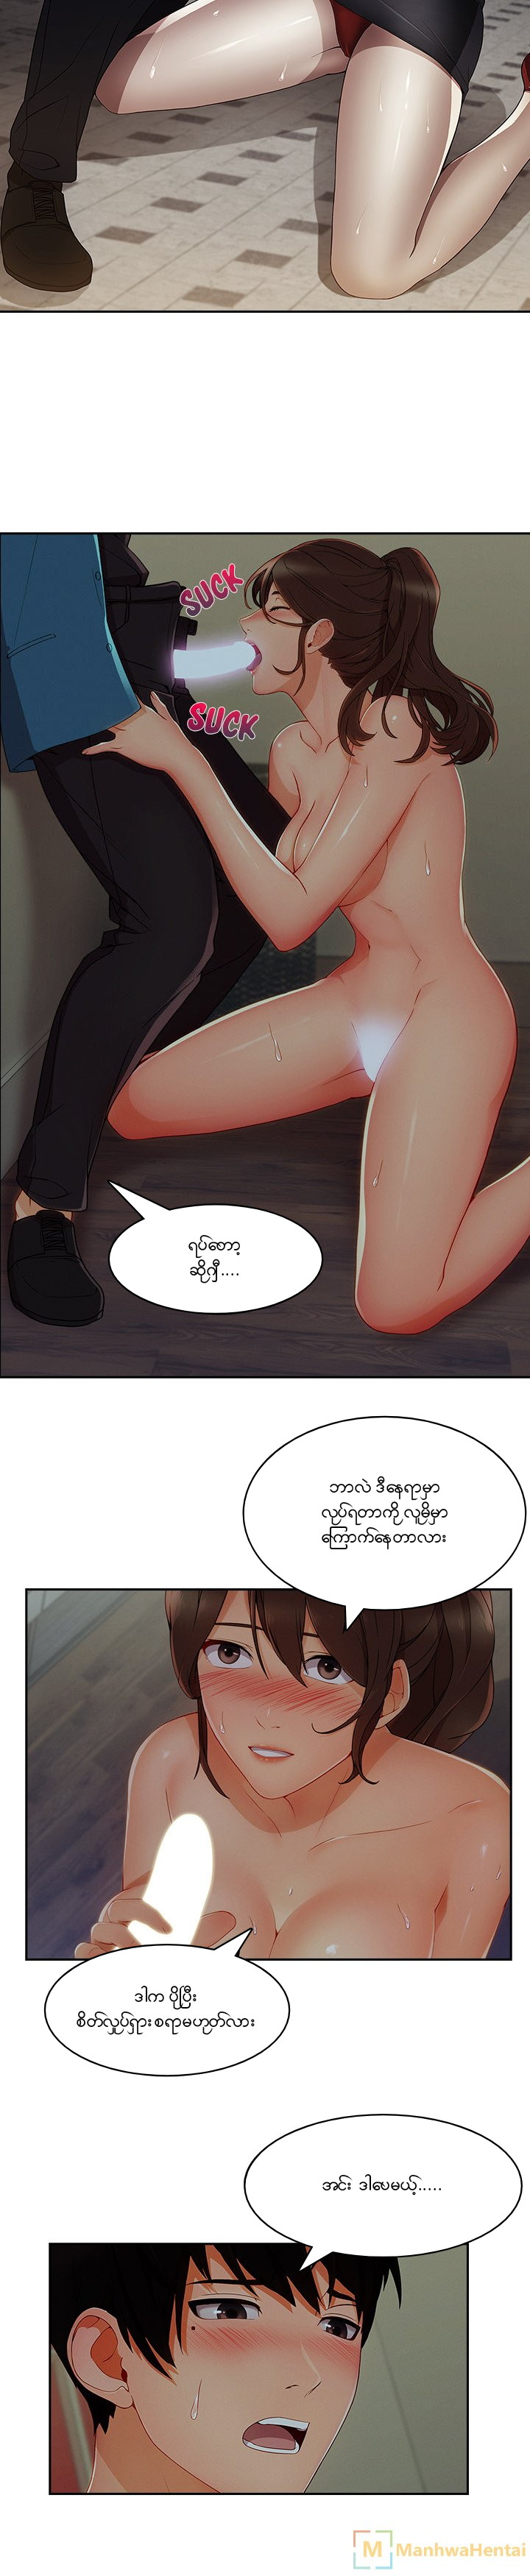 SUCK
SUCK
ရပ်တော့
ဆိုဂျီ....
ဘာလဲ ဒီနေရာမှာ
လုပ်ရတာကို လူမိမှာ
ကြောက်နေတာလား
ဒါက ပိုပြီး
စိတ်လှုပ်ရှားစရာမဟုတ်လား
အင်း ဒါပေမယ့်.....
M ManhwaHentai